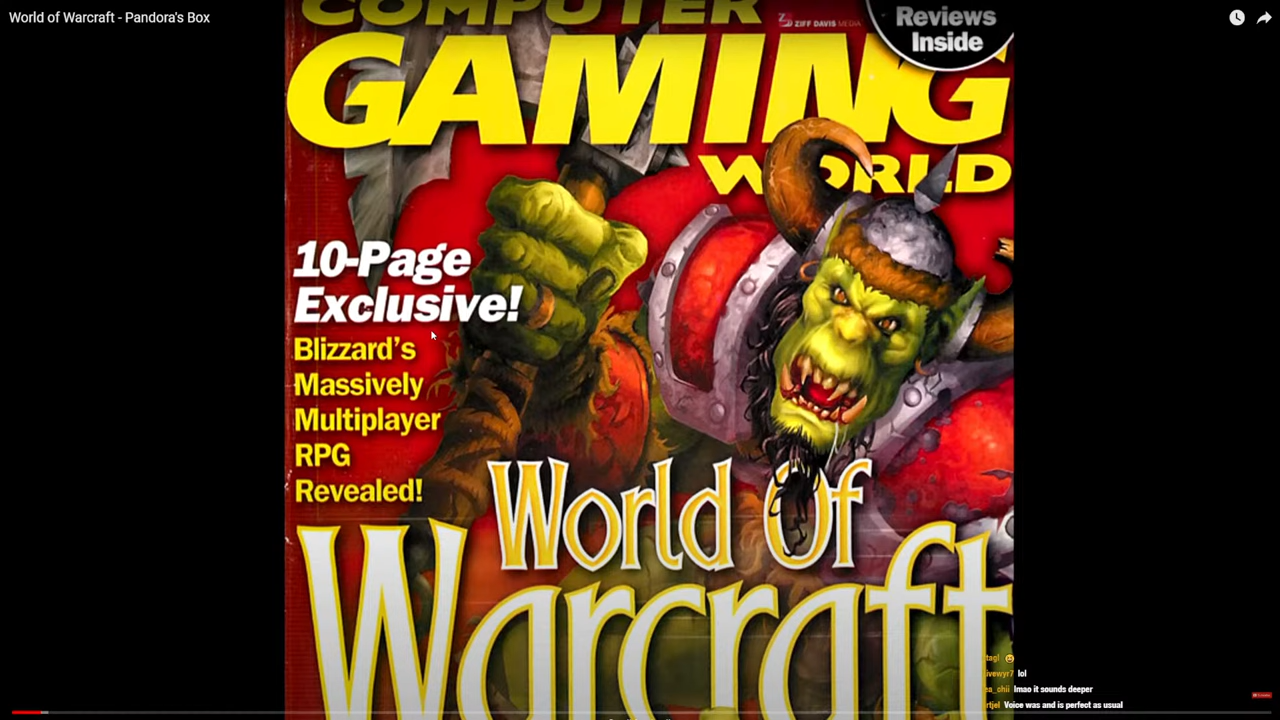 World of Warcraft - Pandora's Box
COMPUTER
ZIFF DAVIS MEDIA
Reviews
Inside
GAMING
WORLD
10-Page
Exclusive!
Blizzard's
Massively
Multiplayer
RPG
Revealed!
World Of
Warcraft
lol
lmao it sounds deeper
Voice was and is perfect as usual